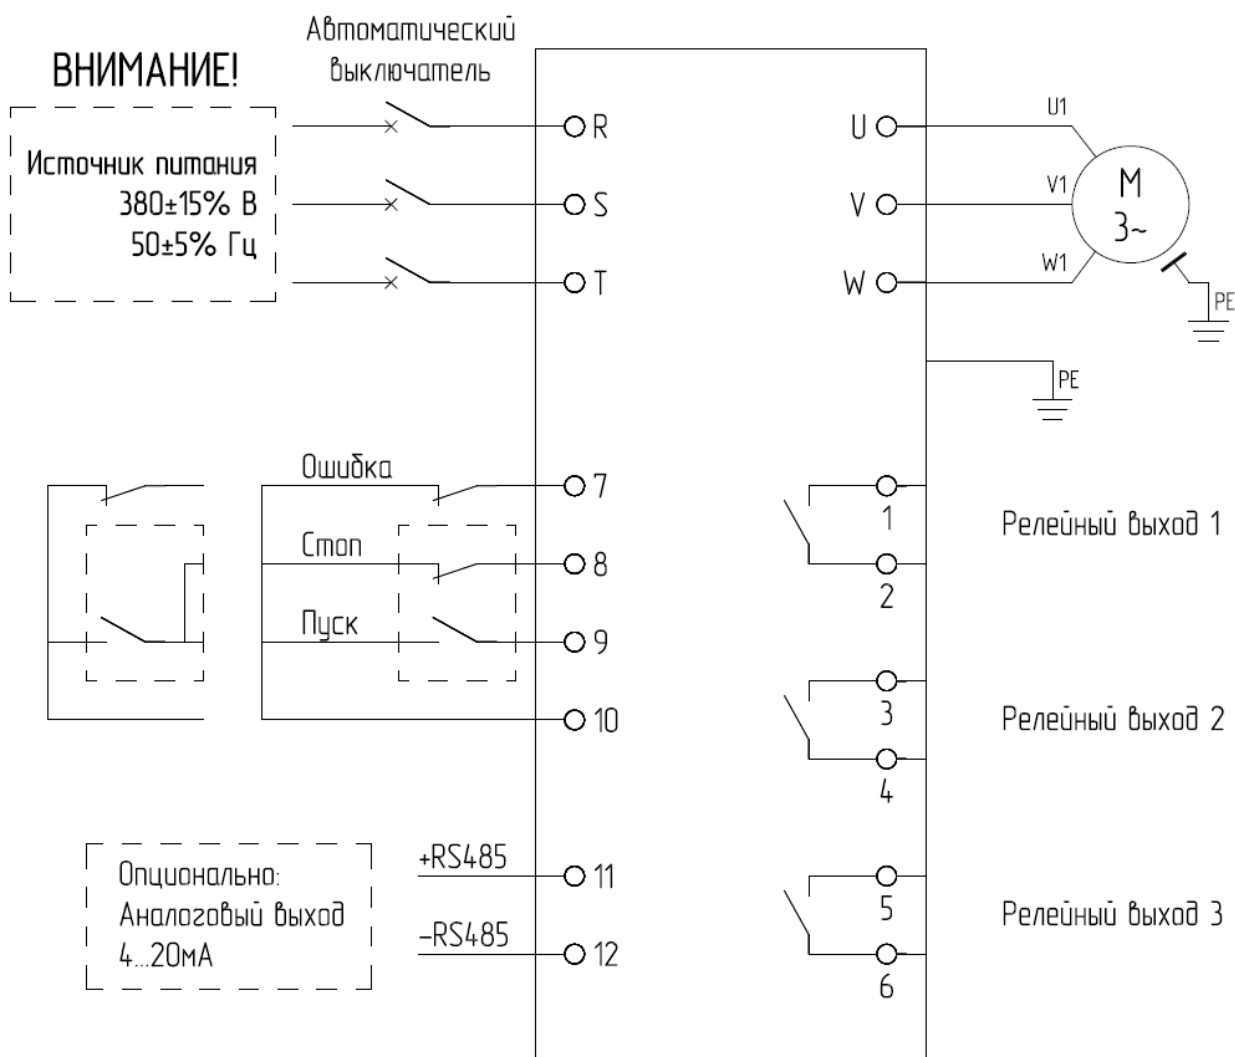 Автоматический
выключатель
ВНИМАНИЕ!
Источник питания
380±15% В
50±5% Гц
R
S
T
U
V
W
U1
V1
W1
M
3~
PE
PE
Ошибка
7
Стоп
8
Пуск
9
10
1
2
Релейный выход 1
3
4
Релейный выход 2
5
6
Релейный выход 3
Опционально:
Аналоговый выход
4...20мА
+RS485
11
–RS485
12